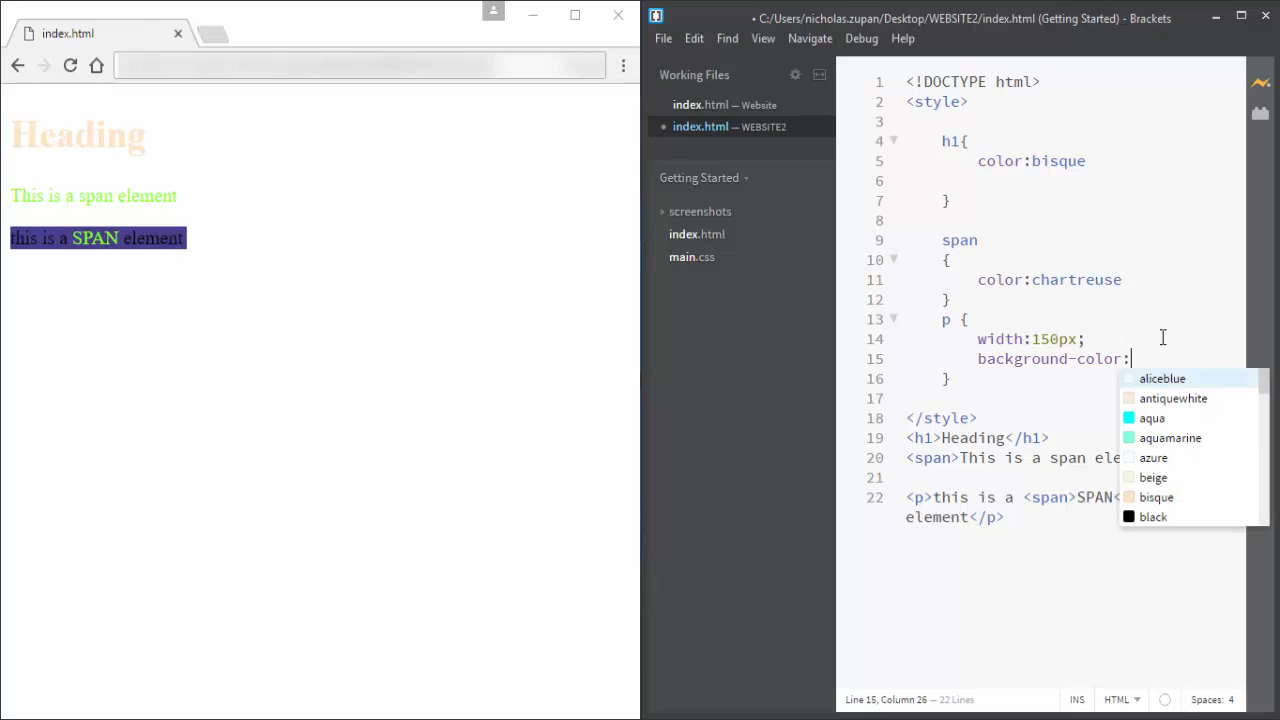 index.html
Heading
This is a span element
this is a SPAN element
• C:/Users/nicholas.zupan/Desktop/WEBSITE2/index.html (Getting Started) - Brackets
File Edit Find View Navigate Debug Help
Working Files
index.html — Website
index.html — WEBSITE2
Getting Started
screenshots
index.html
main.css
1 <!DOCTYPE html>
2 <style>
3
4 h1{
5 color:bisque
6
7 }
8
9 span
10 {
11 color:chartreuse
12 }
13 p {
14 width:150px;
15 background-color:
16 }
17
18 </style>
19 <h1>Heading</h1>
20 <span>This is a span ele
21
22 <p>this is a <span>SPAN<
element</p>
aliceblue
antiquewhite
aqua
aquamarine
azure
beige
bisque
black
Line 15, Column 26 — 22 Lines
INS HTML Spaces: 4